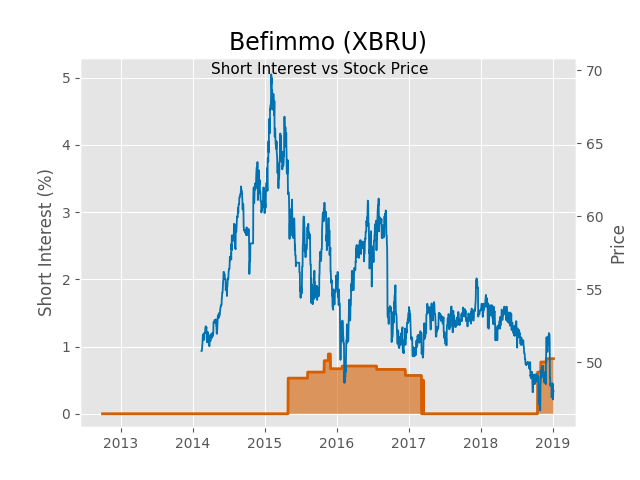 Befimmo (XBRU)
Short Interest vs Stock Price
Short Interest (%)
5
4
3
2
1
0
70
65
60
55
50
Price
2013 2014 2015 2016 2017 2018 2019